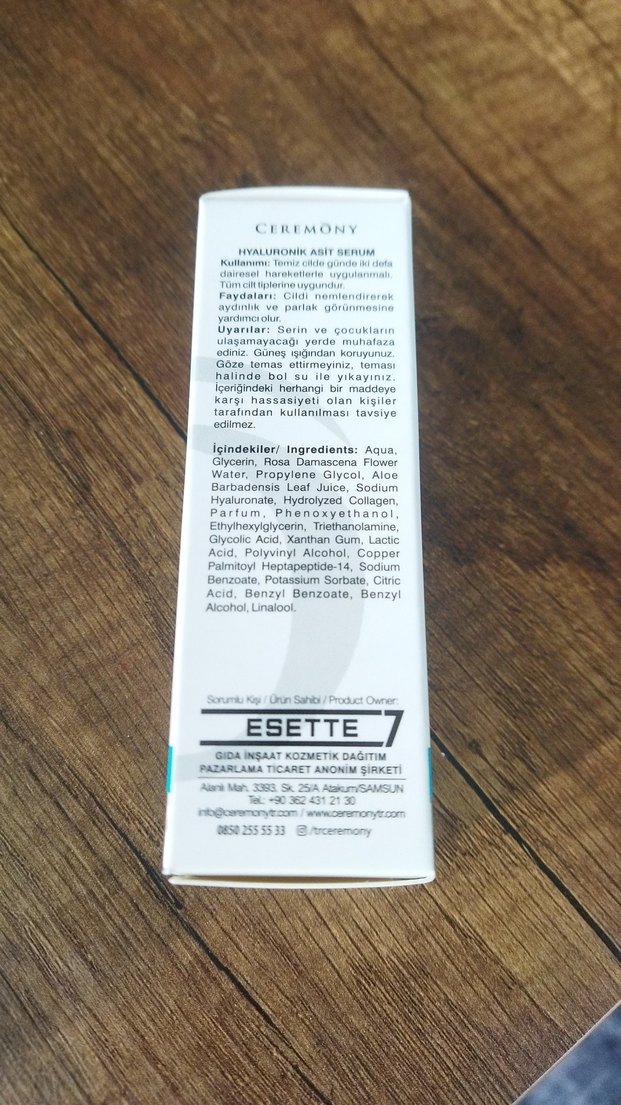 CEREMONY
HYALURONİK ASİT SERUM
Kullanımı: Temiz cilde günde iki defa
dairesel hareketlerle uygulanmalı.
Tüm cilt tiplerine uygundur.
Faydaları: Cildi nemlendirerek
aydınlık ve parlak görünmesine
yardımcı olur.
Uyarılar: Serin ve çocukların
ulaşamayacağı yerde muhafaza
ediniz. Güneş ışığından koruyunuz.
Göze temas ettirmeyiniz, teması
halinde bol su ile yıkayınız.
İçeriğindeki herhangi bir maddeye
karşı hassasiyeti olan kişiler
tarafından kullanılması tavsiye
edilmez.
İçindekiler/ Ingredients: Aqua,
Glycerin, Rosa Damascena Flower
Water, Propylene Glycol, Aloe
Barbadensis Leaf Juice, Sodium
Hyaluronate, Hydrolyzed Collagen,
Parfum, Phenoxyethanol,
Ethylhexylglycerin, Triethanolamine,
Glycolic Acid, Xanthan Gum, Lactic
Acid, Polyvinyl Alcohol, Copper
Palmitoyl Heptapeptide-14, Sodium
Benzoate, Potassium Sorbate, Citric
Acid, Benzyl Benzoate, Benzyl
Alcohol, Linalool.
Sorumlu Kişi / Ürün Sahibi / Product Owner:
ESETTE 7
GIDA İNŞAAT KOZMETİK DAĞITIM
PAZARLAMA TİCARET ANONİM ŞİRKETİ
Alanlı Mah. 3393. Sk. 25/A Atakum/SAMSUN
Tel.: +90 362 431 21 30
info@ceremonytr.com / www.ceremonytr.com
0850 255 55 33 /trceremony